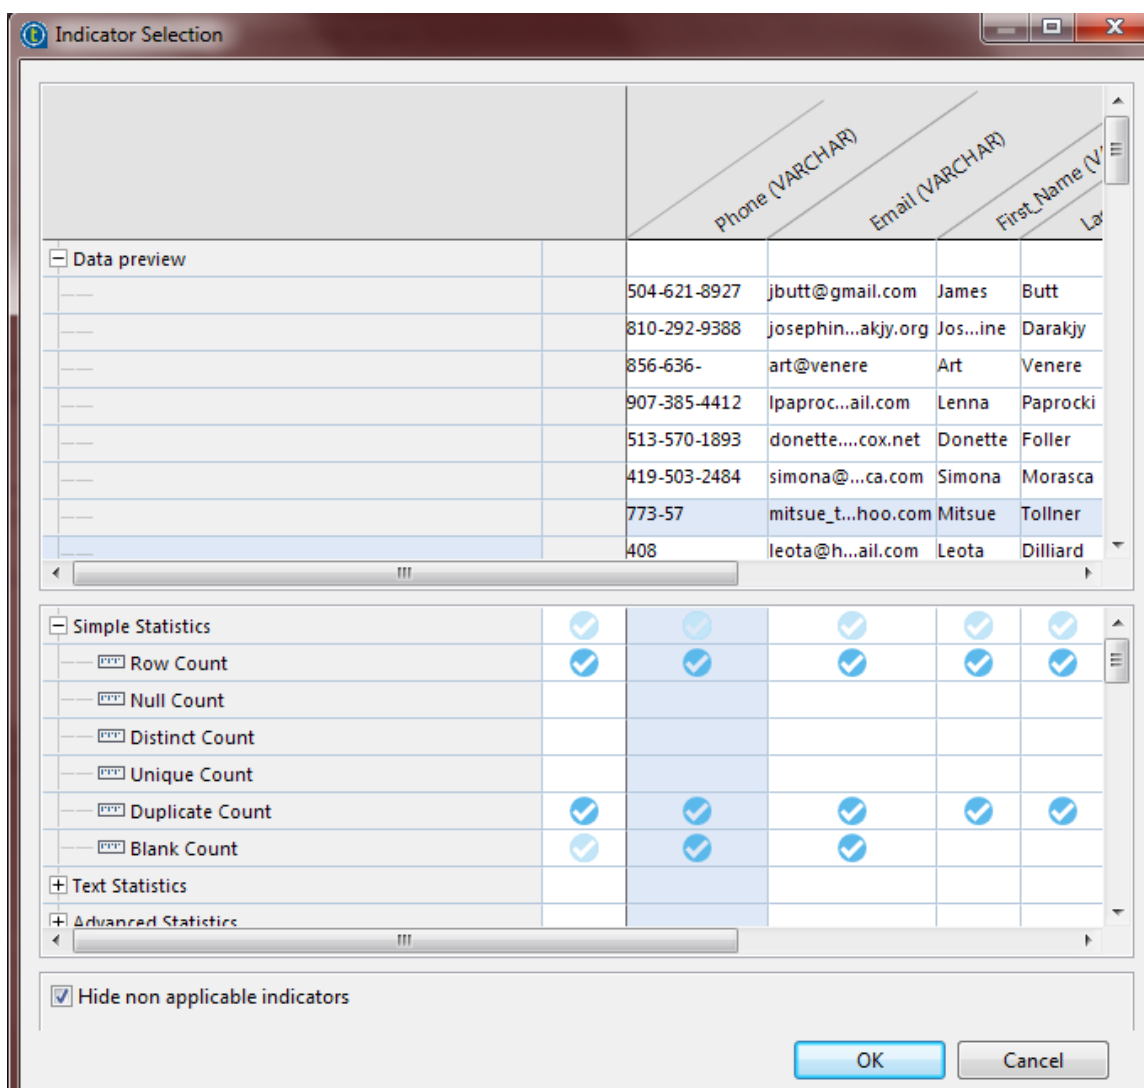 Indicator Selection
Phone (VARCHAR)
Email (VARCHAR)
First_Name (V
La
Data preview
504-621-8927 jbutt@gmail.com James Butt
810-292-9388 josephin...akjy.org Jos...ine Darakjy
856-636- art@venere Art Venere
907-385-4412 lpaproc...ail.com Lenna Paprocki
513-570-1893 donette....cox.net Donette Foller
419-503-2484 simona@...ca.com Simona Morasca
773-57 mitsue_t...hoo.com Mitsue Tollner
408 leota@h...ail.com Leota Dilliard
Simple Statistics
Row Count
Null Count
Distinct Count
Unique Count
Duplicate Count
Blank Count
Text Statistics
Advanced Statistics
Hide non applicable indicators
OK Cancel